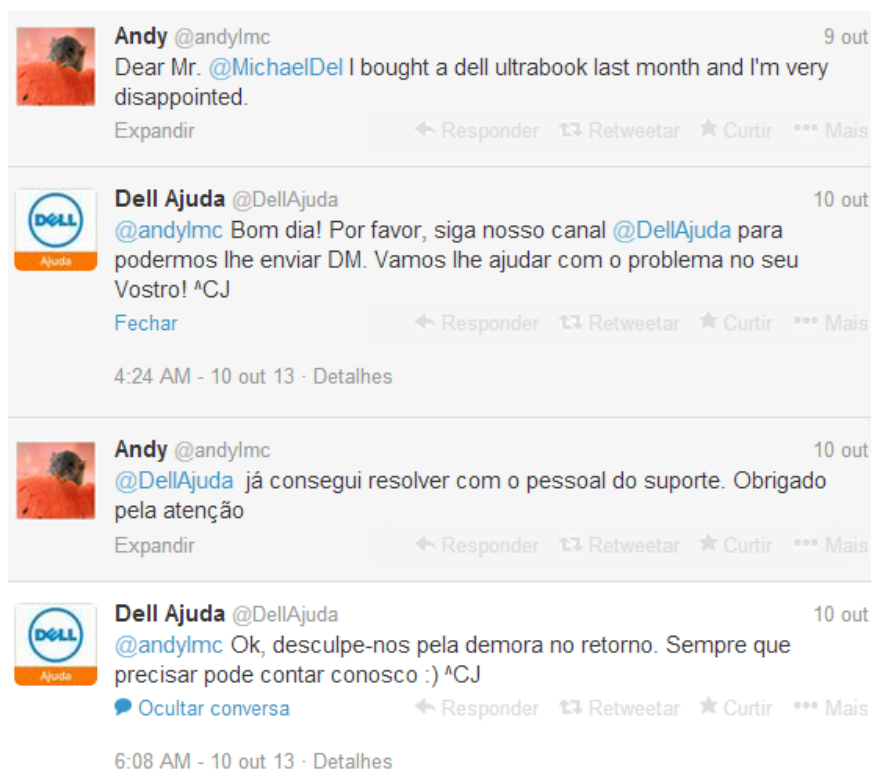 Andy @andylmc 9 out
Dear Mr. @MichaelDel I bought a dell ultrabook last month and I'm very
disappointed.
Expandir Responder Retweetar Curtir Mais
DELL
Ajuda
Dell Ajuda @DellAjuda 10 out
@andylmc Bom dia! Por favor, siga nosso canal @DellAjuda para
podermos lhe enviar DM. Vamos lhe ajudar com o problema no seu
Vostro! ^CJ
Fechar Responder Retweetar Curtir Mais
4:24 AM - 10 out 13 · Detalhes
Andy @andylmc 10 out
@DellAjuda já consegui resolver com o pessoal do suporte. Obrigado
pela atenção
Expandir Responder Retweetar Curtir Mais
DELL
Ajuda
Dell Ajuda @DellAjuda 10 out
@andylmc Ok, desculpe-nos pela demora no retorno. Sempre que
precisar pode contar conosco :) ^CJ
Ocultar conversa Responder Retweetar Curtir Mais
6:08 AM - 10 out 13 · Detalhes